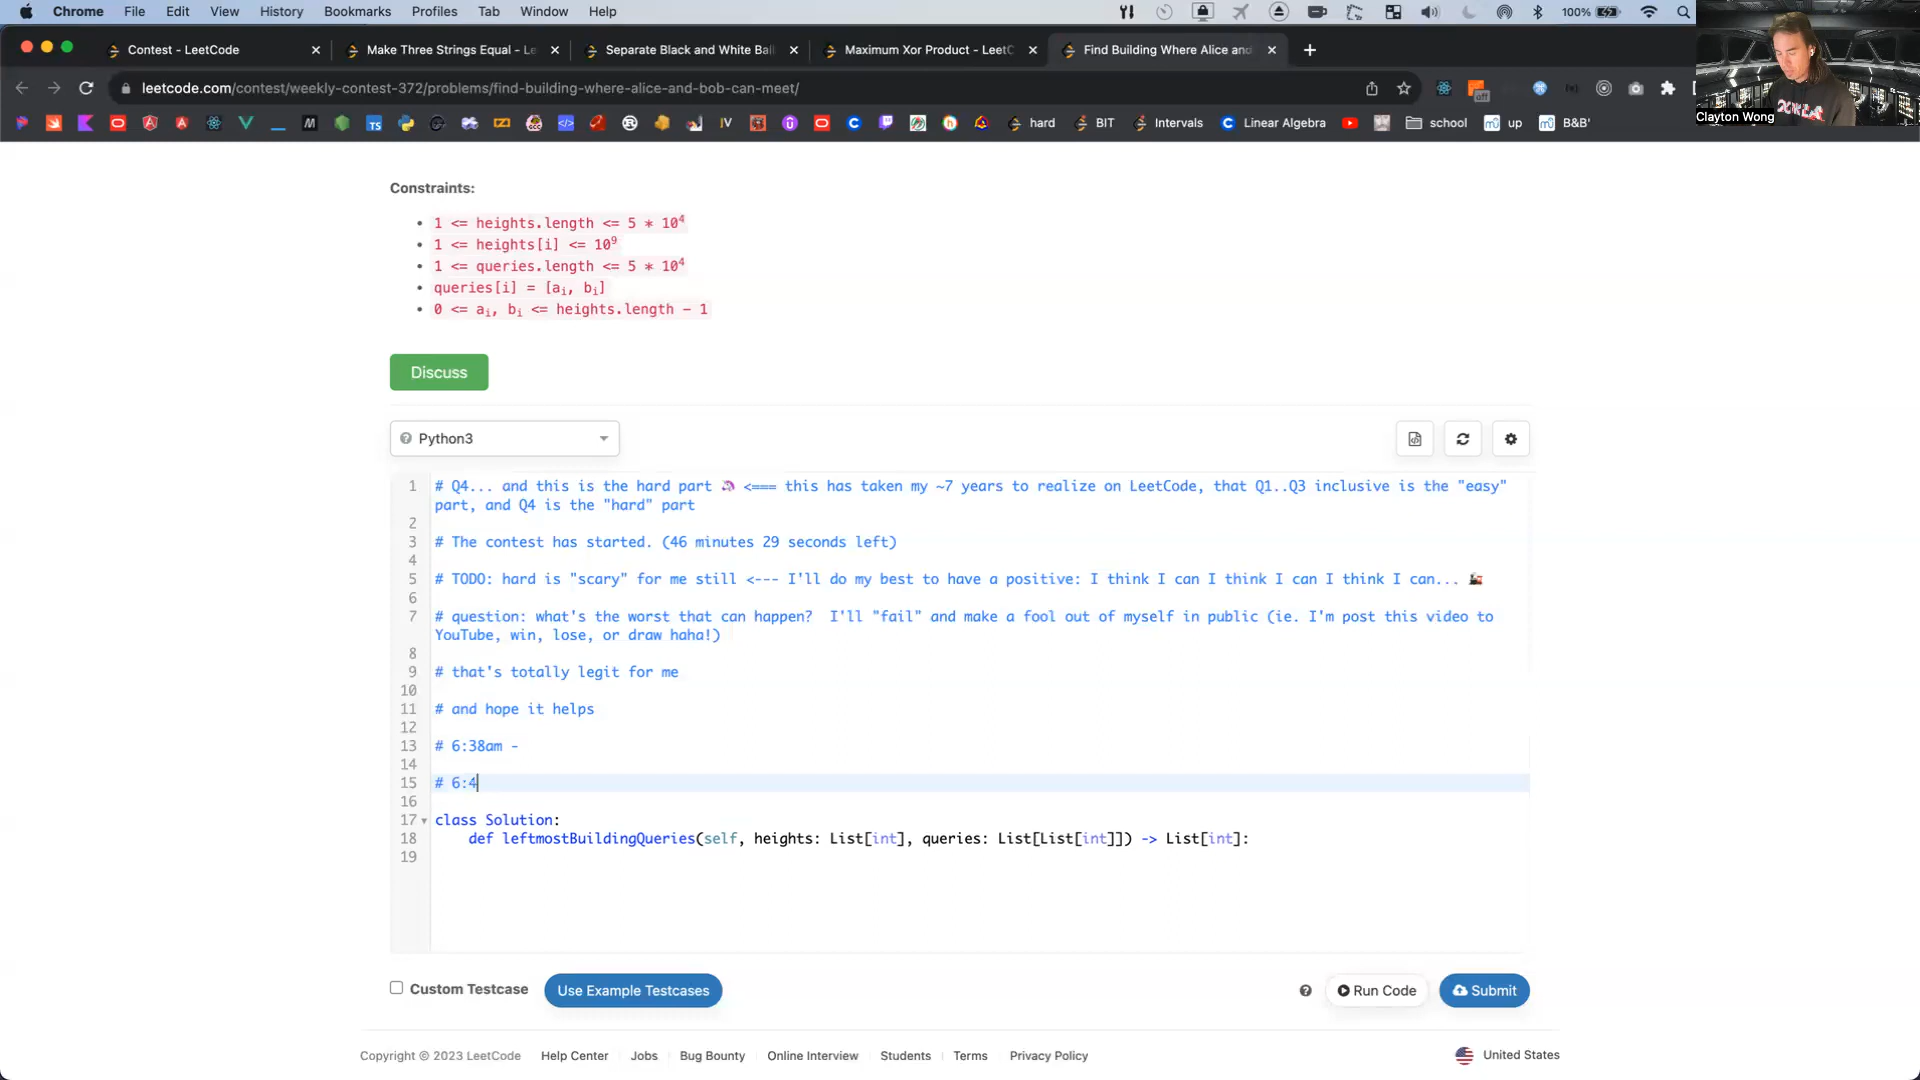 Chrome File Edit View History Bookmarks Profiles Tab Window Help 100%
Contest - LeetCode Make Three Strings Equal - Le Separate Black and White Ball Maximum Xor Product - LeetC Find Building Where Alice and
leetcode.com/contest/weekly-contest-372/problems/find-building-where-alice-and-bob-can-meet/
off
TS IV hard BIT Intervals Linear Algebra school up B&B'
Clayton Wong
Constraints:
1 <= heights.length <= 5 * 10^4
1 <= heights[i] <= 10^9
1 <= queries.length <= 5 * 10^4
queries[i] = [a_i, b_i]
0 <= a_i, b_i <= heights.length - 1
Discuss
Python3
1 # Q4... and this is the hard part 🦄 <=== this has taken my ~7 years to realize on LeetCode, that Q1..Q3 inclusive is the "easy"
part, and Q4 is the "hard" part
2
3 # The contest has started. (46 minutes 29 seconds left)
4
5 # TODO: hard is "scary" for me still <--- I'll do my best to have a positive: I think I can I think I can I think I can... 🚂
6
7 # question: what's the worst that can happen?  I'll "fail" and make a fool out of myself in public (ie. I'm post this video to
YouTube, win, lose, or draw haha!)
8
9 # that's totally legit for me
10
11 # and hope it helps
12
13 # 6:38am -
14
15 # 6:4
16
17 class Solution:
18 def leftmostBuildingQueries(self, heights: List[int], queries: List[List[int]]) -> List[int]:
19
Custom Testcase Use Example Testcases Run Code Submit
Copyright © 2023 LeetCode Help Center Jobs Bug Bounty Online Interview Students Terms Privacy Policy United States